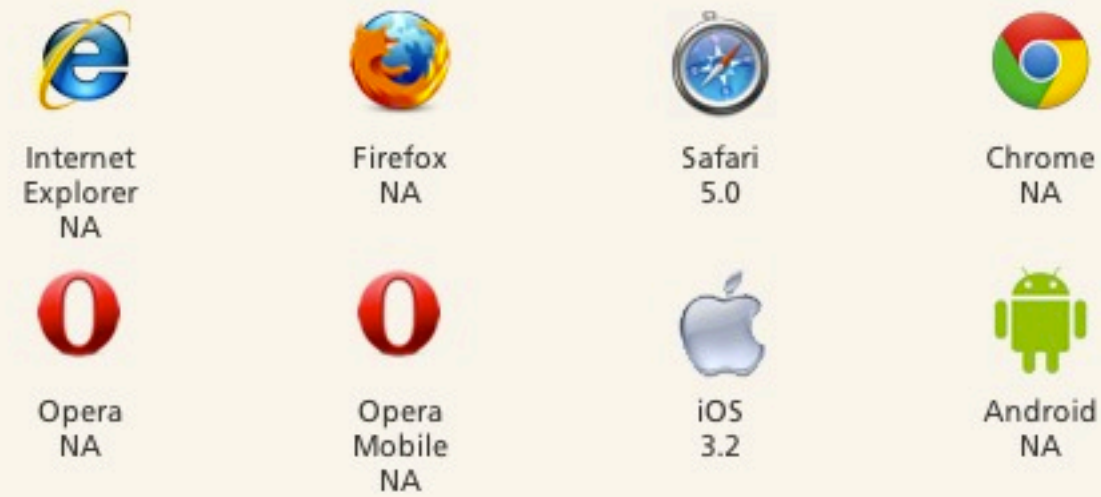 Internet
Explorer
NA
Firefox
NA
Safari
5.0
Chrome
NA
Opera
NA
Opera
Mobile
NA
iOS
3.2
Android
NA